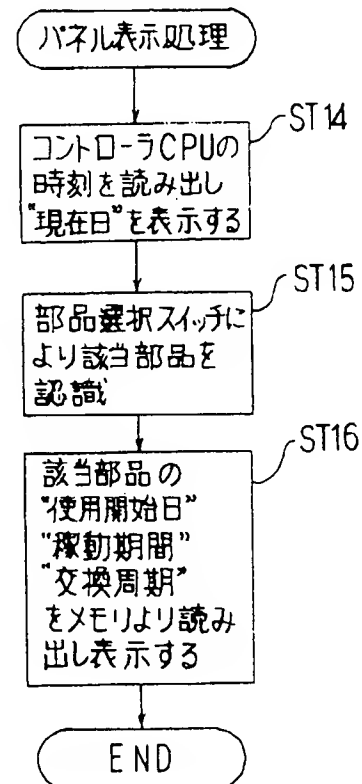 パネル表示処理
ST14
コントローラCPUの
時刻を読み出し
"現在日"を表示する
ST15
部品選択スイッチに
より該当部品を
認識
ST16
該当部品の
"使用開始日"
"稼動期間"
"交換周期"
をメモリより読み
出し表示する
END